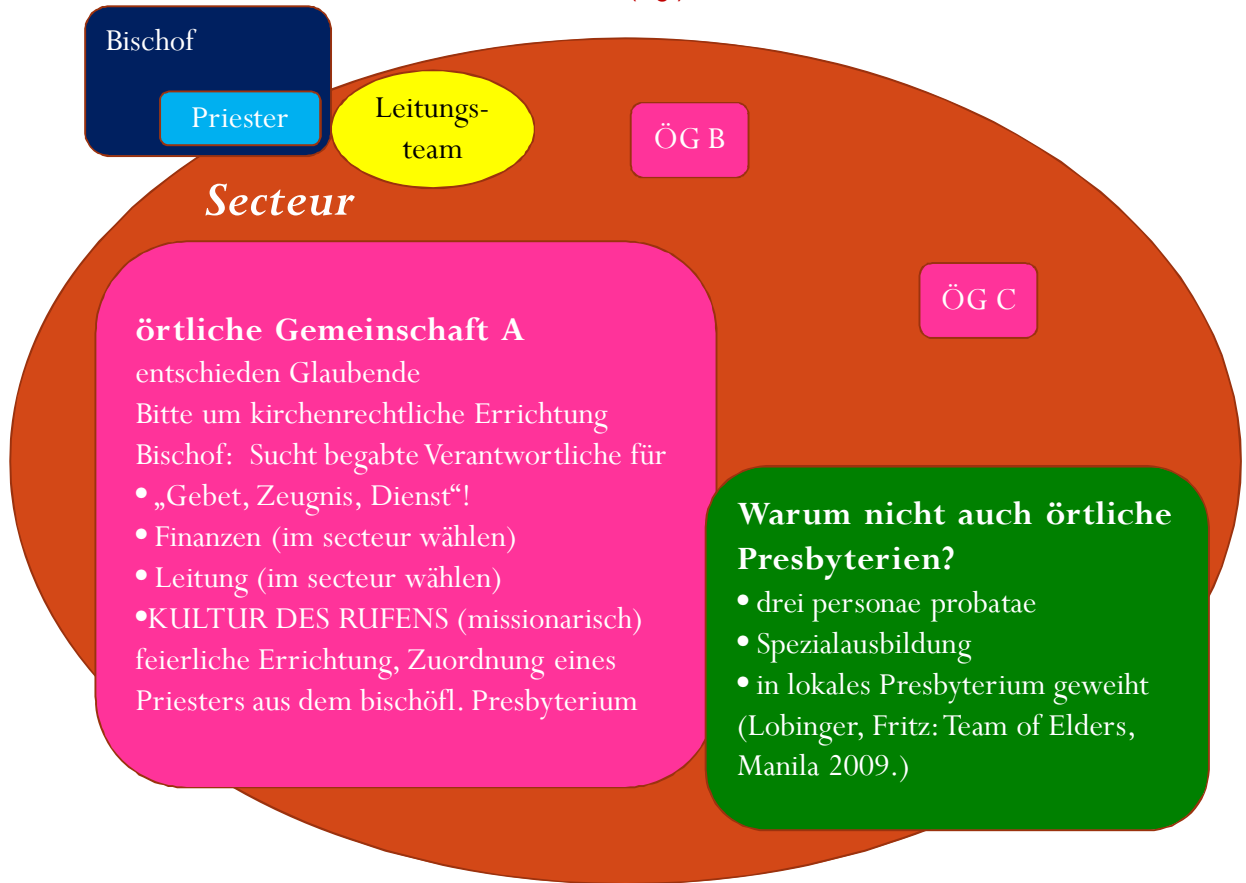 Bischof
Priester
Leitungs-
team
ÖG B
Secteur
ÖG C
örtliche Gemeinschaft A
entschieden Glaubende
Bitte um kirchenrechtliche Errichtung
Bischof: Sucht begabte Verantwortliche für
• „Gebet, Zeugnis, Dienst“!
• Finanzen (im secteur wählen)
• Leitung (im secteur wählen)
•KULTUR DES RUFENS (missionarisch)
feierliche Errichtung, Zuordnung eines
Priesters aus dem bischöfl. Presbyterium
Warum nicht auch örtliche
Presbyterien?
• drei personae probatae
• Spezialausbildung
• in lokales Presbyterium geweiht
(Lobinger, Fritz: Team of Elders,
Manila 2009.)